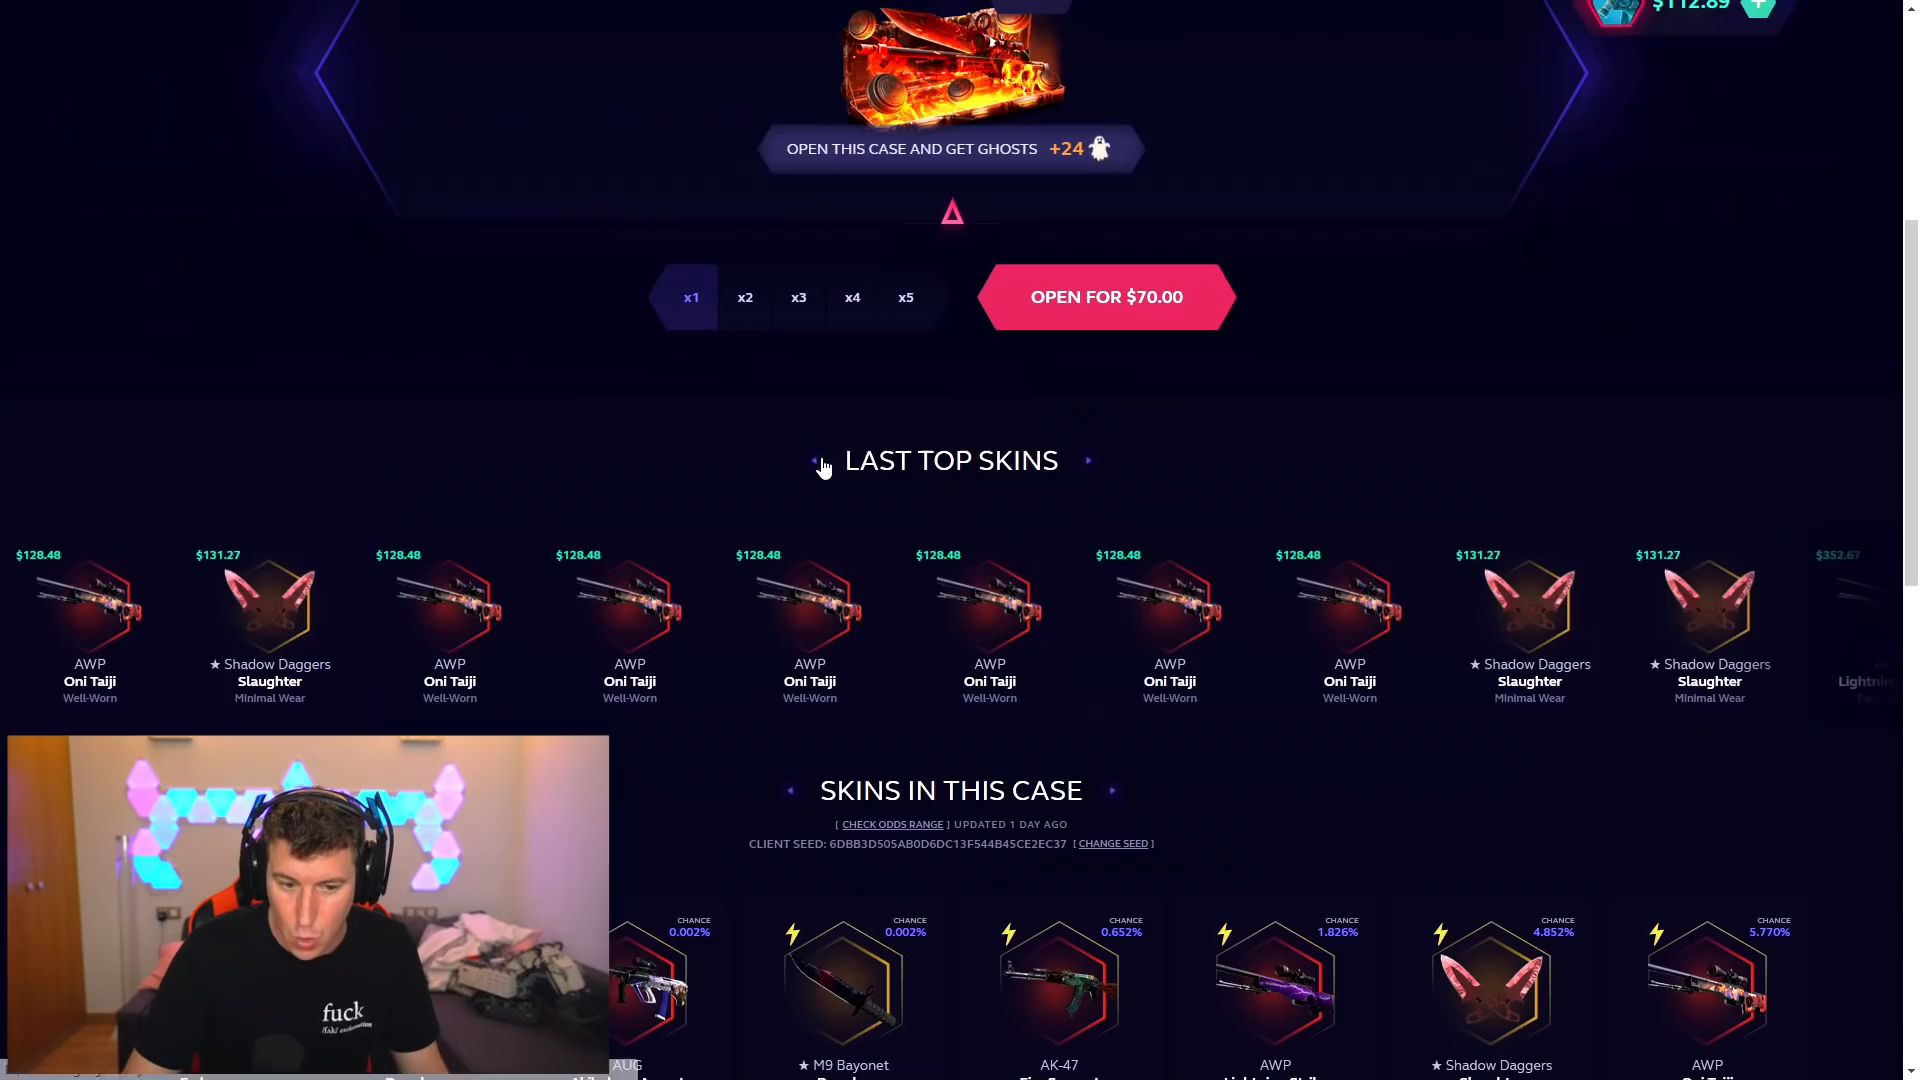 $112.89
OPEN THIS CASE AND GET GHOSTS +24
x1 x2 x3 x4 x5 OPEN FOR $70.00
LAST TOP SKINS
$128.48 $131.27 $128.48 $128.48 $128.48 $128.48 $128.48 $128.48 $131.27 $131.27 $352.67
AWP ★ Shadow Daggers AWP AWP AWP AWP AWP AWP ★ Shadow Daggers ★ Shadow Daggers
Oni Taiji Slaughter Oni Taiji Oni Taiji Oni Taiji Oni Taiji Oni Taiji Oni Taiji Slaughter Slaughter
Well-Worn Minimal Wear Well-Worn Well-Worn Well-Worn Well-Worn Well-Worn Well-Worn Minimal Wear Minimal Wear
SKINS IN THIS CASE
[ CHECK ODDS RANGE ] UPDATED 1 DAY AGO
CLIENT SEED: 6DBB3D505AB0D6DC13F544B45CE2EC37 [ CHANGE SEED ]
CHANCE CHANCE CHANCE CHANCE CHANCE CHANCE
0.002% 0.002% 0.652% 1.826% 4.852% 5.770%
fuck
AUG ★ M9 Bayonet AK-47 AWP ★ Shadow Daggers AWP